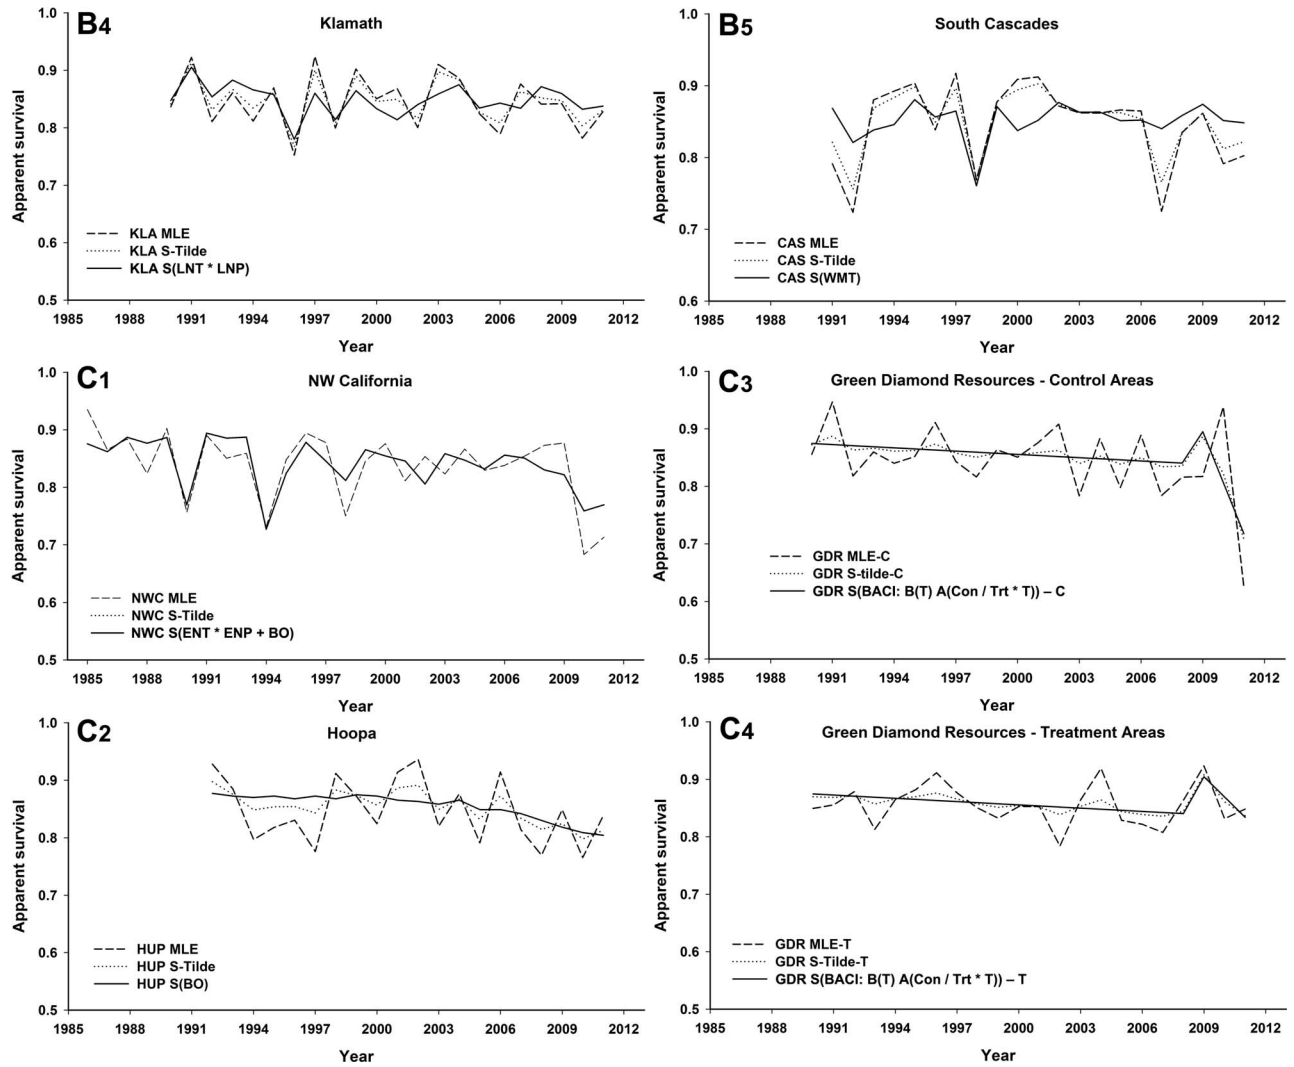 B4
Klamath
1.0
0.9
0.8
0.7
0.6
0.5
Apparent survival
KLA MLE
KLA S-Tilde
KLA S(LNT * LNP)
1985 1988 1991 1994 1997 2000 2003 2006 2009 2012
Year
B5
South Cascades
1.0
0.9
0.8
0.7
0.6
Apparent survival
CAS MLE
CAS S-Tilde
CAS S(WMT)
1985 1988 1991 1994 1997 2000 2003 2006 2009 2012
Year
C1
NW California
1.0
0.9
0.8
0.7
0.6
0.5
Apparent survival
NWC MLE
NWC S-Tilde
NWC S(ENT * ENP + BO)
1985 1988 1991 1994 1997 2000 2003 2006 2009 2012
Year
C3
Green Diamond Resources - Control Areas
1.0
0.9
0.8
0.7
0.6
0.5
Apparent survival
GDR MLE-C
GDR S-tilde-C
GDR S(BACI: B(T) A(Con / Trt * T)) – C
1985 1988 1991 1994 1997 2000 2003 2006 2009 2012
Year
C2
Hoopa
1.0
0.9
0.8
0.7
0.6
0.5
Apparent survival
HUP MLE
HUP S-Tilde
HUP S(BO)
1985 1988 1991 1994 1997 2000 2003 2006 2009 2012
Year
C4
Green Diamond Resources - Treatment Areas
1.0
0.9
0.8
0.7
0.6
0.5
Apparent survival
GDR MLE-T
GDR S-Tilde-T
GDR S(BACI: B(T) A(Con / Trt * T)) – T
1985 1988 1991 1994 1997 2000 2003 2006 2009 2012
Year